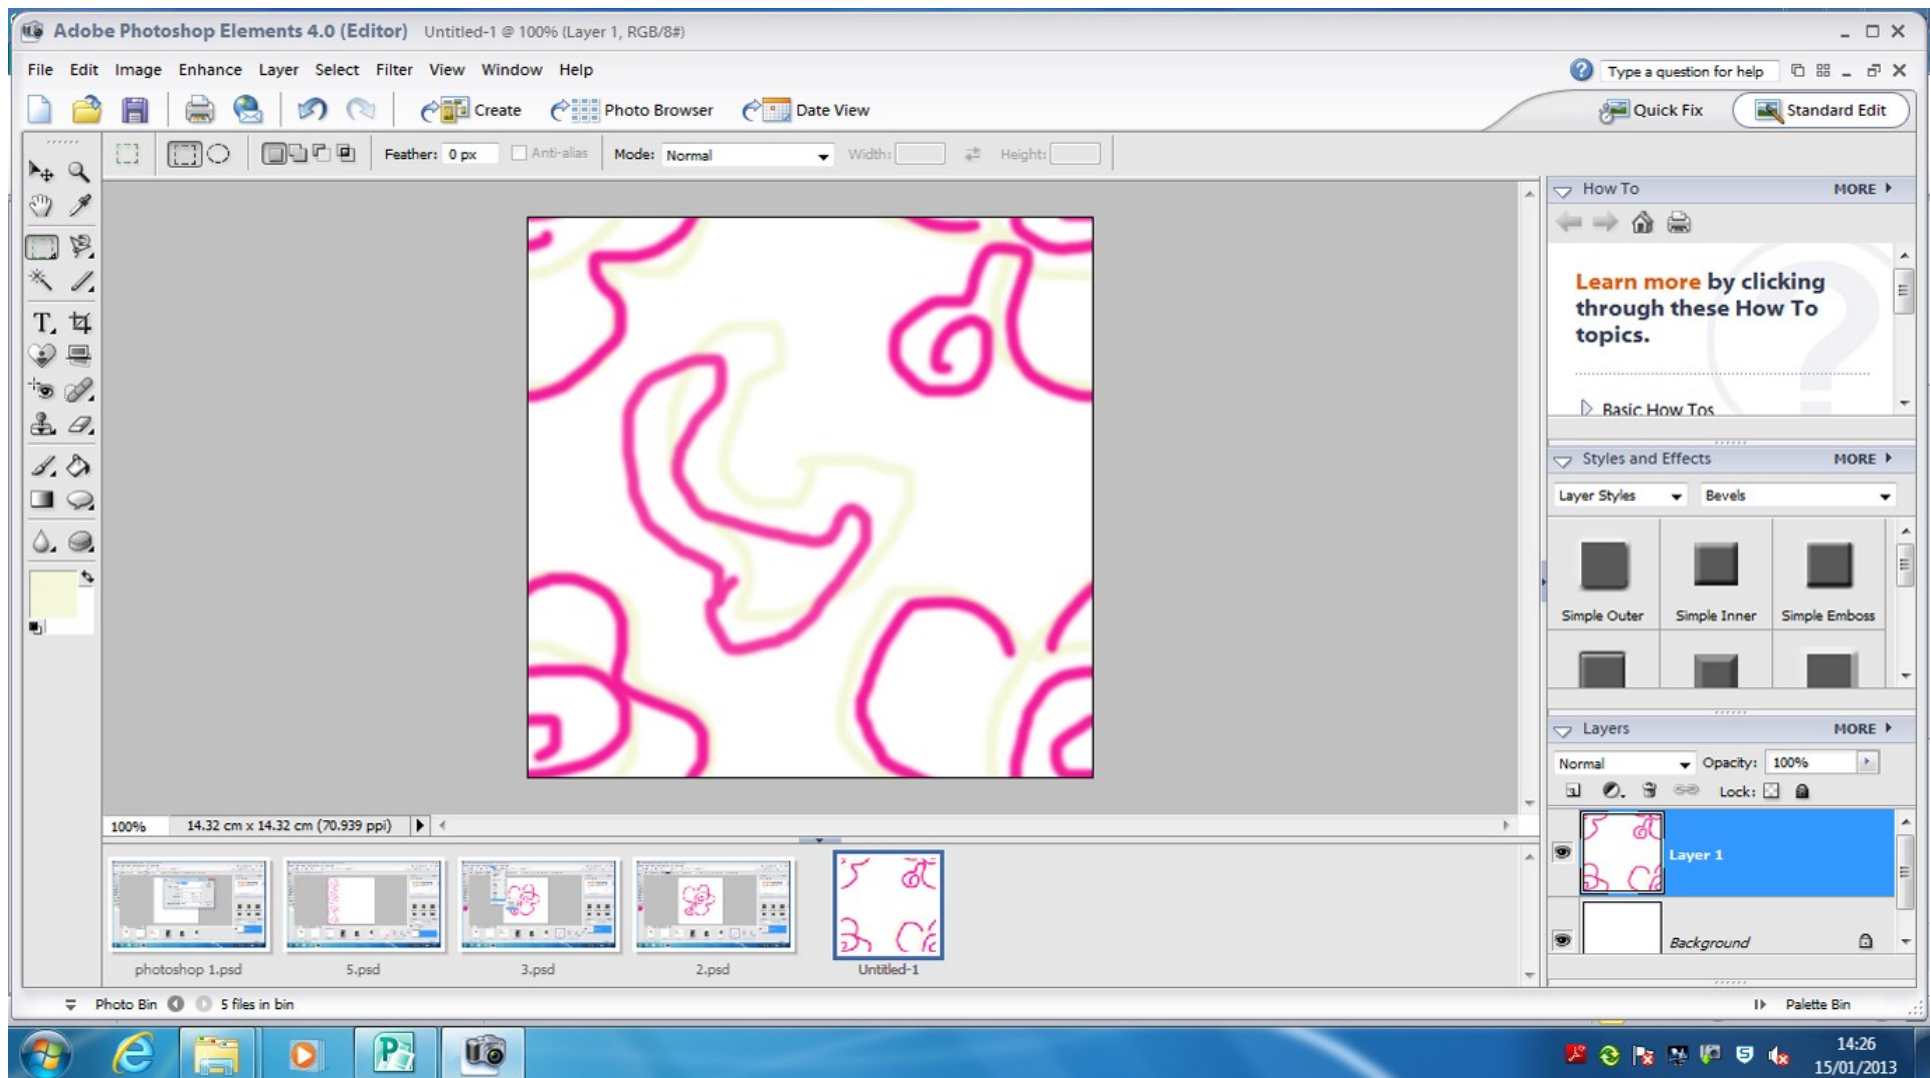 Adobe Photoshop Elements 4.0 (Editor) Untitled-1 @ 100% (Layer 1, RGB/8#)
File Edit Image Enhance Layer Select Filter View Window Help Type a question for help
Create Photo Browser Date View Quick Fix Standard Edit
Feather: 0 px Anti-alias Mode: Normal Width: Height:
How To MORE
Learn more by clicking
through these How To
topics.
Basic How Tos
Styles and Effects MORE
Layer Styles Bevels
Simple Outer Simple Inner Simple Emboss
Layers MORE
Normal Opacity: 100%
Lock:
Layer 1
Background
100% 14.32 cm x 14.32 cm (70.939 ppi)
photoshop 1.psd 5.psd 3.psd 2.psd Untitled-1
Photo Bin 5 files in bin Palette Bin
14:26
15/01/2013